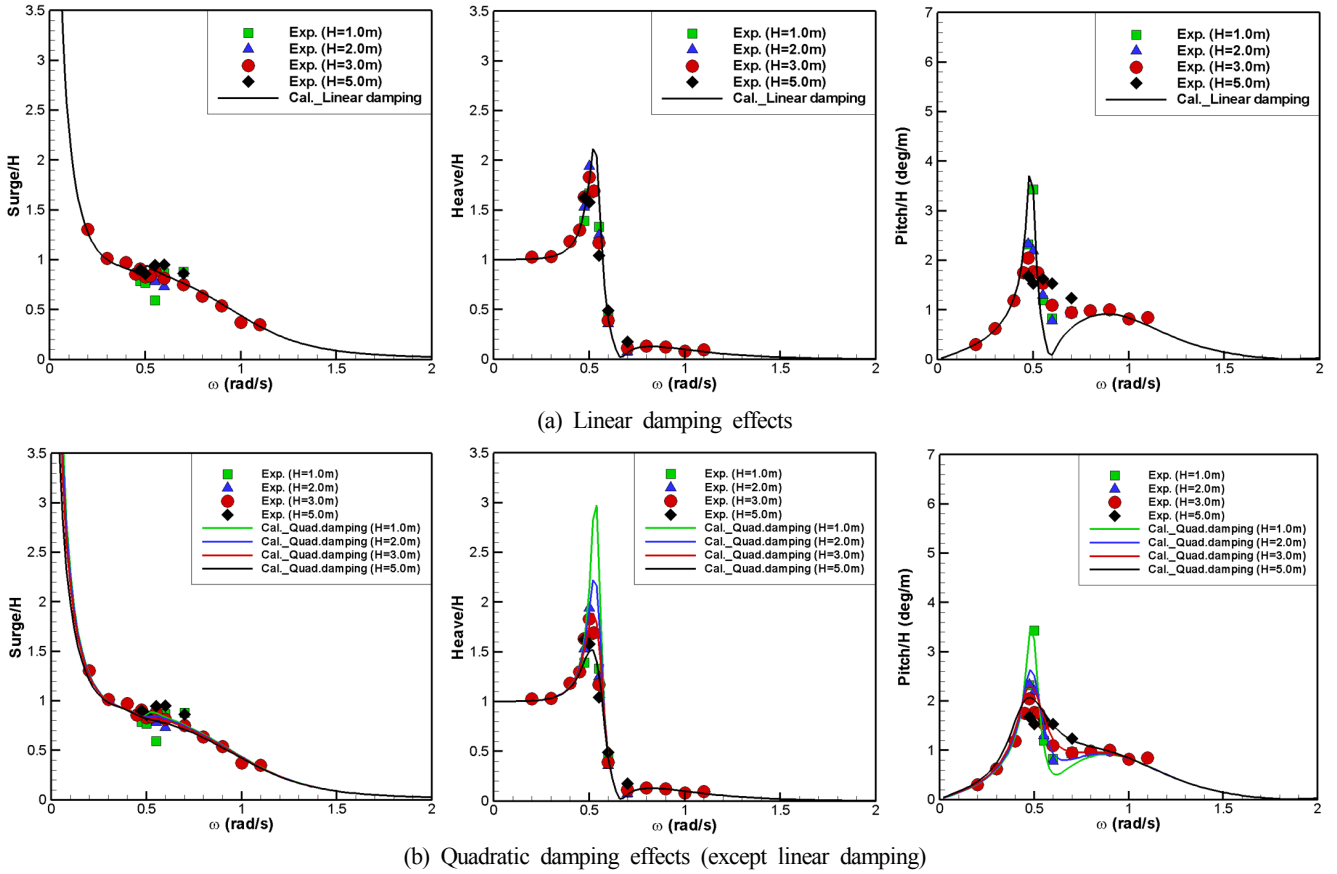 3.5
3
2.5
2
1.5
1
0.5
0
Surge/H
Exp. (H=1.0m)
Exp. (H=2.0m)
Exp. (H=3.0m)
Exp. (H=5.0m)
Cal._Linear damping
0 0.5 1 1.5 2
ω (rad/s)
3.5
3
2.5
2
1.5
1
0.5
0
Heave/H
Exp. (H=1.0m)
Exp. (H=2.0m)
Exp. (H=3.0m)
Exp. (H=5.0m)
Cal._Linear damping
0 0.5 1 1.5 2
ω (rad/s)
7
6
5
4
3
2
1
0
Pitch/H (deg/m)
Exp. (H=1.0m)
Exp. (H=2.0m)
Exp. (H=3.0m)
Exp. (H=5.0m)
Cal._Linear damping
0 0.5 1 1.5 2
ω (rad/s)
(a) Linear damping effects
3.5
3
2.5
2
1.5
1
0.5
0
Surge/H
Exp. (H=1.0m)
Exp. (H=2.0m)
Exp. (H=3.0m)
Exp. (H=5.0m)
Cal._Quad.damping (H=1.0m)
Cal._Quad.damping (H=2.0m)
Cal._Quad.damping (H=3.0m)
Cal._Quad.damping (H=5.0m)
0 0.5 1 1.5 2
ω (rad/s)
3.5
3
2.5
2
1.5
1
0.5
0
Heave/H
Exp. (H=1.0m)
Exp. (H=2.0m)
Exp. (H=3.0m)
Exp. (H=5.0m)
Cal._Quad.damping (H=1.0m)
Cal._Quad.damping (H=2.0m)
Cal._Quad.damping (H=3.0m)
Cal._Quad.damping (H=5.0m)
0 0.5 1 1.5 2
ω (rad/s)
7
6
5
4
3
2
1
0
Pitch/H (deg/m)
Exp. (H=1.0m)
Exp. (H=2.0m)
Exp. (H=3.0m)
Exp. (H=5.0m)
Cal._Quad.damping (H=1.0m)
Cal._Quad.damping (H=2.0m)
Cal._Quad.damping (H=3.0m)
Cal._Quad.damping (H=5.0m)
0 0.5 1 1.5 2
ω (rad/s)
(b) Quadratic damping effects (except linear damping)